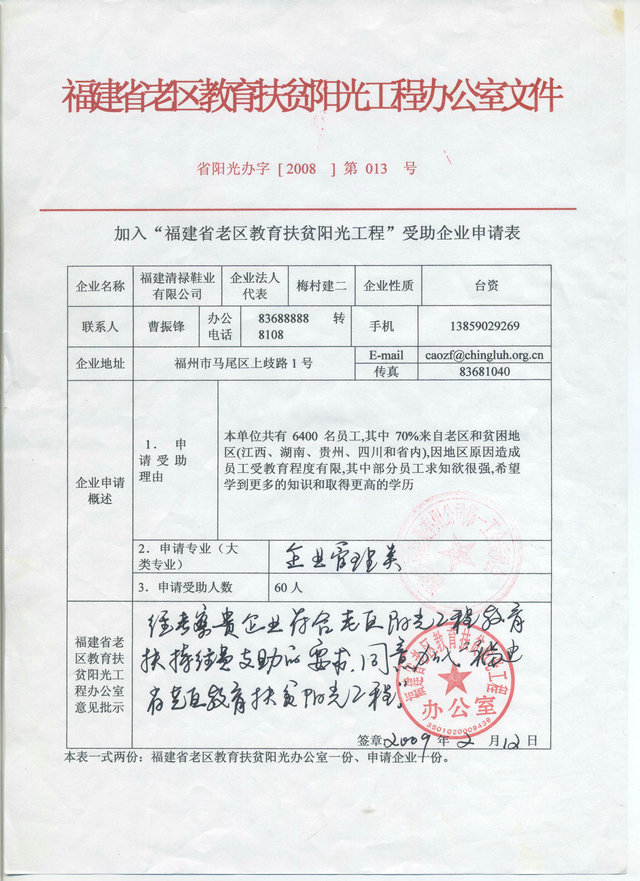 福建省老区教育扶贫阳光工程办公室文件
省阳光办字 [ 2008 ] 第 013 号
加入“福建省老区教育扶贫阳光工程”受助企业申请表
企业名称 福建清禄鞋业有限公司 企业法人代表 梅村建二 企业性质 台资
联系人 曹振锋 办公电话 83688888 转 8108 手机 13859029269
企业地址 福州市马尾区上歧路 1 号 E-mail caozf@chingluh.org.cn
传真 83681040
企业申请概述
1. 申请受助理由
本单位共有 6400 名员工,其中 70%来自老区和贫困地
区(江西、湖南、贵州、四川和省内),因地区原因造成
员工受教育程度有限,其中部分员工求知欲很强,希望
学到更多的知识和取得更高的学历
2. 申请专业（大类专业） 企业管理类
3. 申请受助人数 60 人
福建省老区教育扶贫阳光工程办公室意见批示
经考察贵企业符合老区阳光工程教育
扶持经费支助的要求,同意 福建
省老区教育扶贫阳光工程。
福建省老区教育扶贫阳光工程
办公室
3501020009439
签章 2009 年 2 月 12 日
本表一式两份：福建省老区教育扶贫阳光办公室一份、申请企业一份。